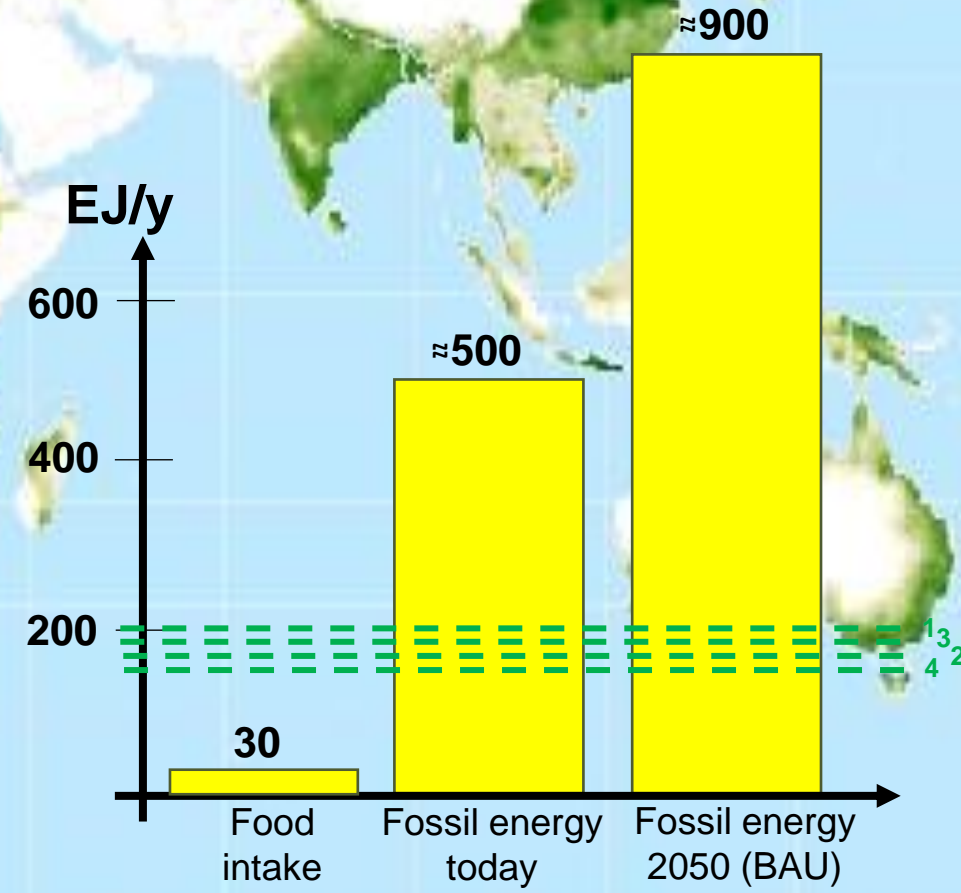 ≈900
EJ/y
600
≈500
400
200
1
3
2
4
30
Food
intake
Fossil energy
today
Fossil energy
2050 (BAU)